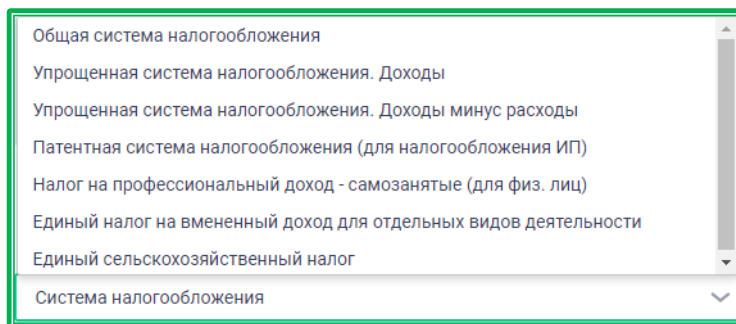 Общая система налогообложения
Упрощенная система налогообложения. Доходы
Упрощенная система налогообложения. Доходы минус расходы
Патентная система налогообложения (для налогообложения ИП)
Налог на профессиональный доход - самозанятые (для физ. лиц)
Единый налог на вмененный доход для отдельных видов деятельности
Единый сельскохозяйственный налог
Система налогообложения